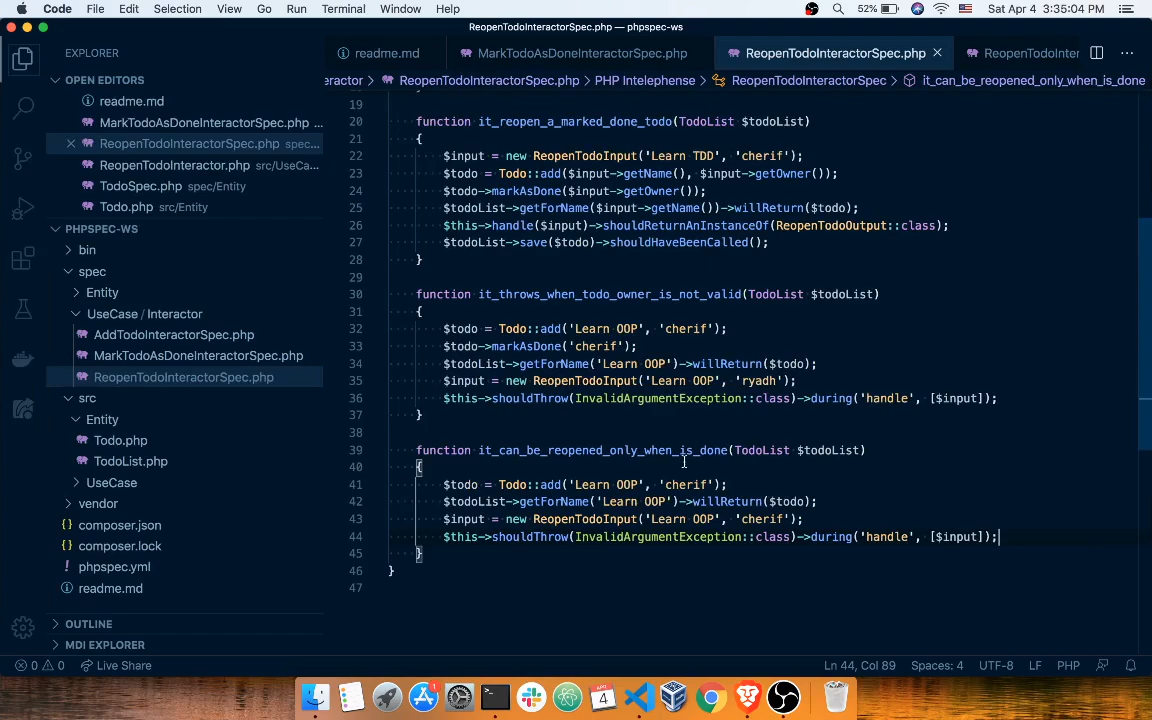 Code File Edit Selection View Go Run Terminal Window Help 52% Sat Apr 4 3:35:04 PM
ReopenTodoInteractorSpec.php — phpspec-ws
EXPLORER
readme.md MarkTodoAsDoneInteractorSpec.php ReopenTodoInteractorSpec.php ReopenTodoInter
OPEN EDITORS
eractor > ReopenTodoInteractorSpec.php > PHP Intelephense > ReopenTodoInteractorSpec > it_can_be_reopened_only_when_is_done
readme.md
MarkTodoAsDoneInteractorSpec.php ...
ReopenTodoInteractorSpec.php spec...
ReopenTodoInteractor.php src/UseCa...
TodoSpec.php spec/Entity
Todo.php src/Entity
PHPSPEC-WS
bin
spec
Entity
UseCase / Interactor
AddTodoInteractorSpec.php
MarkTodoAsDoneInteractorSpec.php
ReopenTodoInteractorSpec.php
src
Entity
Todo.php
TodoList.php
UseCase
vendor
composer.json
composer.lock
phpspec.yml
readme.md
OUTLINE
MDI EXPLORER
19
20 function it_reopen_a_marked_done_todo(TodoList $todoList)
21 {
22 $input = new ReopenTodoInput('Learn TDD', 'cherif');
23 $todo = Todo::add($input->getName(), $input->getOwner());
24 $todo->markAsDone($input->getOwner());
25 $todoList->getForName($input->getName())->willReturn($todo);
26 $this->handle($input)->shouldReturnAnInstanceOf(ReopenTodoOutput::class);
27 $todoList->save($todo)->shouldHaveBeenCalled();
28 }
29
30 function it_throws_when_todo_owner_is_not_valid(TodoList $todoList)
31 {
32 $todo = Todo::add('Learn OOP', 'cherif');
33 $todo->markAsDone('cherif');
34 $todoList->getForName('Learn OOP')->willReturn($todo);
35 $input = new ReopenTodoInput('Learn OOP', 'ryadh');
36 $this->shouldThrow(InvalidArgumentException::class)->during('handle', [$input]);
37 }
38
39 function it_can_be_reopened_only_when_is_done(TodoList $todoList)
40 {
41 $todo = Todo::add('Learn OOP', 'cherif');
42 $todoList->getForName('Learn OOP')->willReturn($todo);
43 $input = new ReopenTodoInput('Learn OOP', 'cherif');
44 $this->shouldThrow(InvalidArgumentException::class)->during('handle', [$input]);
45 }
46 }
47
0 0 Live Share Ln 44, Col 89 Spaces: 4 UTF-8 LF PHP